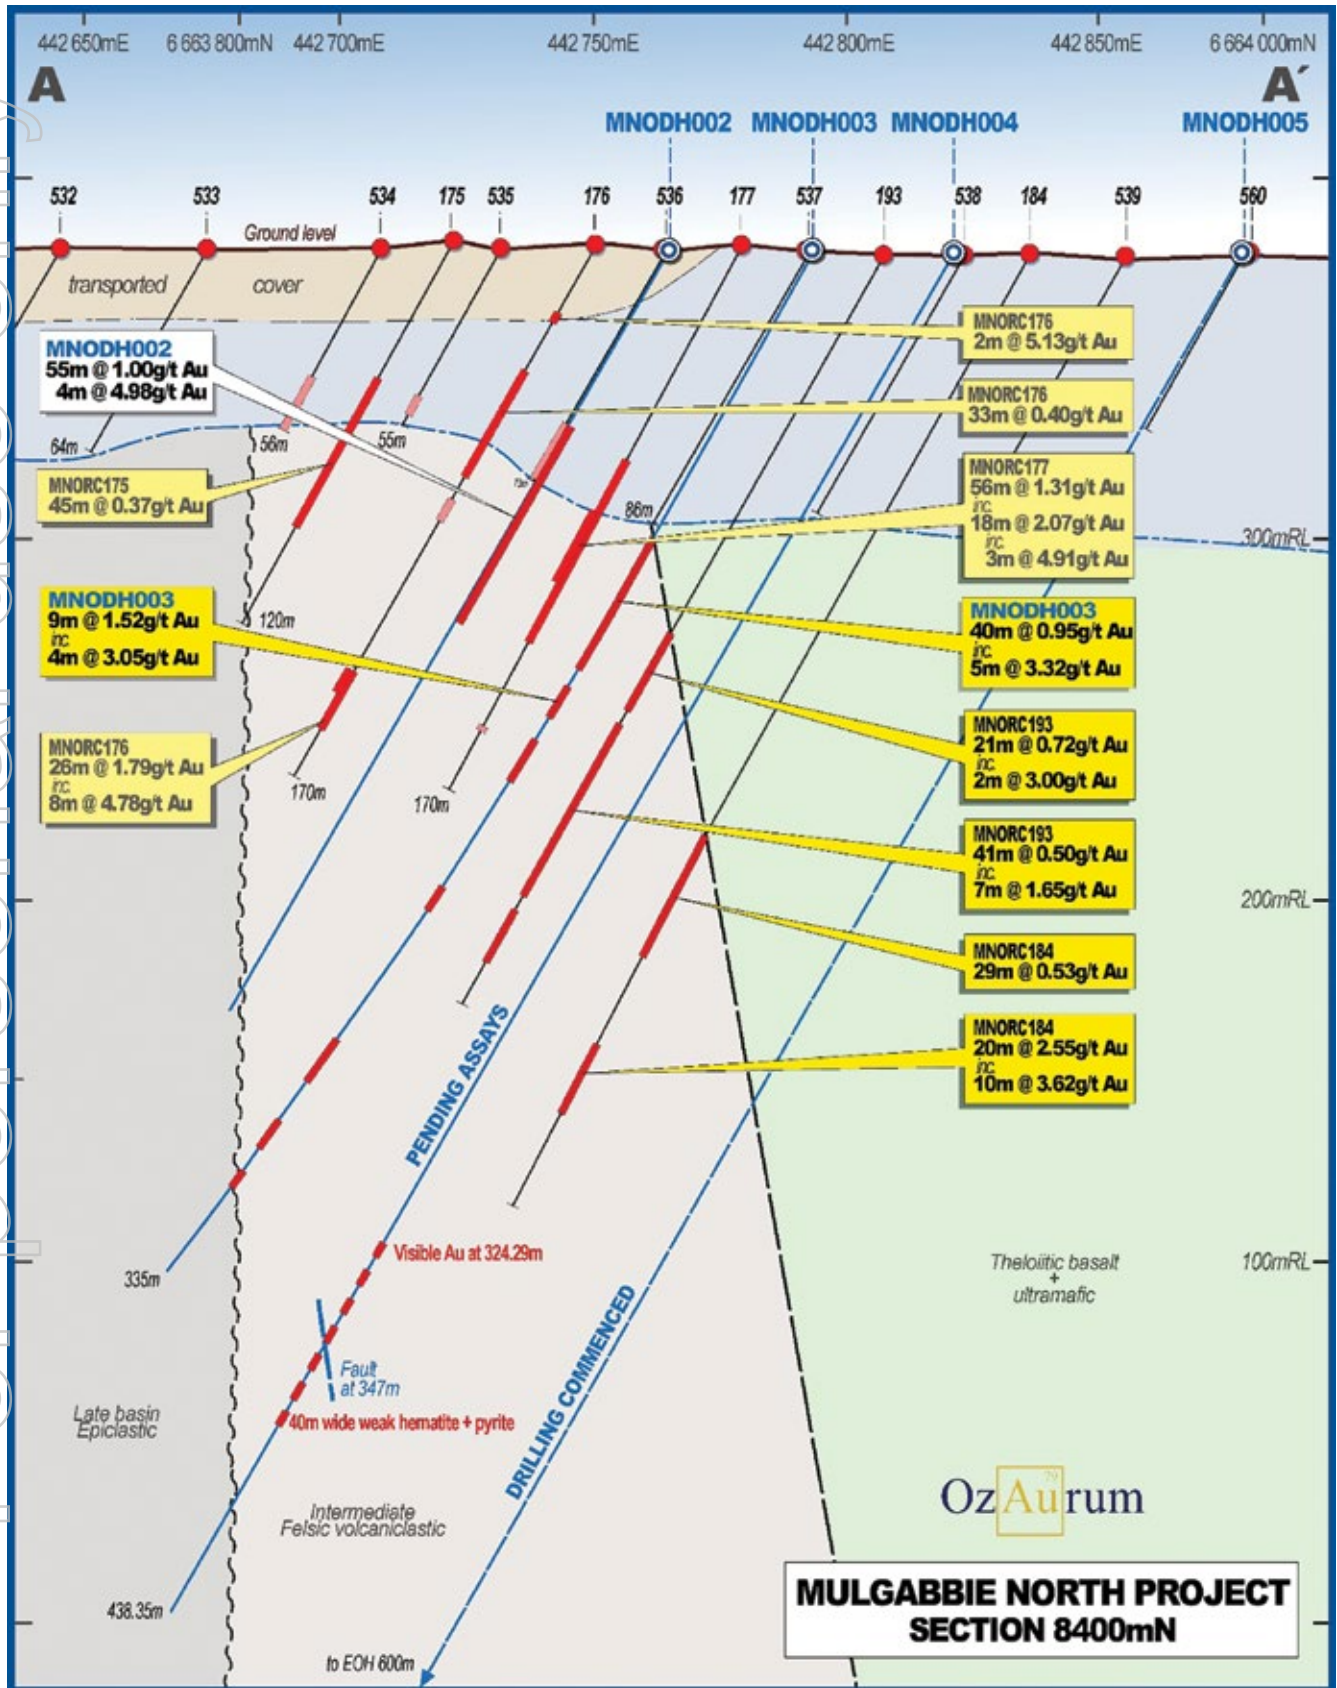 442 650mE 6 663 800mN 442 700mE 442 750mE 442 800mE 442 850mE 6 664 000mN
A A´
MNODH002 MNODH003 MNODH004 MNODH005
532 533 534 175 535 176 536 177 537 193 538 184 539 560
Ground level
transported cover
MNORC176
2m @ 5.13g/t Au
MNODH002
55m @ 1.00g/t Au
4m @ 4.98g/t Au
MNORC176
33m @ 0.40g/t Au
64m 56m 55m
MNORC175
45m @ 0.37g/t Au
MNORC177
56m @ 1.31g/t Au
inc.
18m @ 2.07g/t Au
inc.
3m @ 4.91g/t Au
86m
300mRL
MNODH003
9m @ 1.52g/t Au
inc.
4m @ 3.05g/t Au
120m
MNODH003
40m @ 0.95g/t Au
inc.
5m @ 3.32g/t Au
MNORC176
26m @ 1.79g/t Au
inc.
8m @ 4.78g/t Au
170m 170m
MNORC193
21m @ 0.72g/t Au
inc.
2m @ 3.00g/t Au
MNORC193
41m @ 0.50g/t Au
inc.
7m @ 1.65g/t Au
200mRL
MNORC184
29m @ 0.53g/t Au
MNORC184
20m @ 2.55g/t Au
inc.
10m @ 3.62g/t Au
PENDING ASSAYS
Visible Au at 324.29m
335m
Theloiitic basalt
+
ultramafic
100mRL
Fault
at 347m
DRILLING COMMENCED
40m wide weak hematite + pyrite
Late basin
Epiclastic
Intermediate
Felsic volcaniclastic
79
OzAurum
438.35m
to EOH 600m
MULGABBIE NORTH PROJECT
SECTION 8400mN